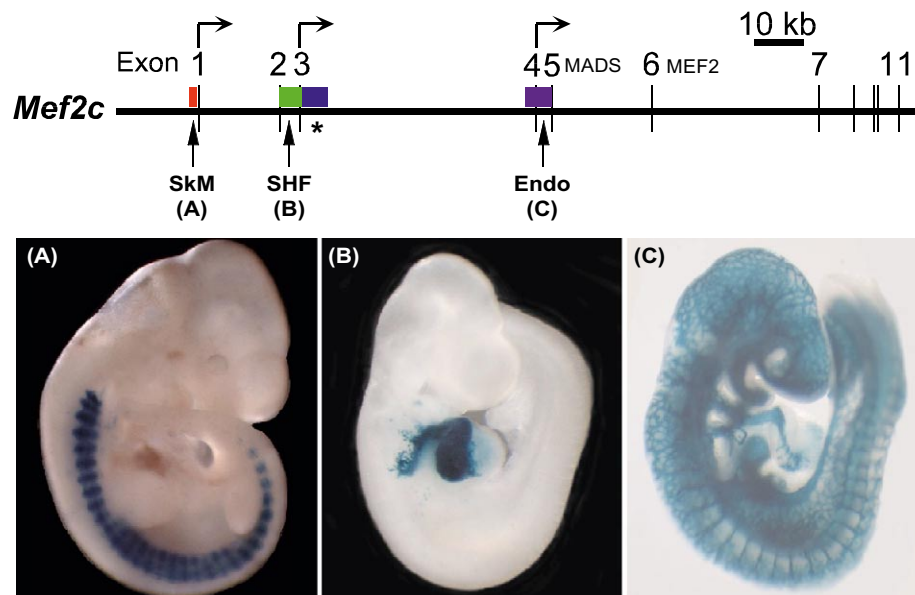 10 kb
Exon 1 2 3 4 5 MADS 6 MEF2 7 11
Mef2c
*
SkM SHF Endo
(A) (B) (C)
(A) (B) (C)